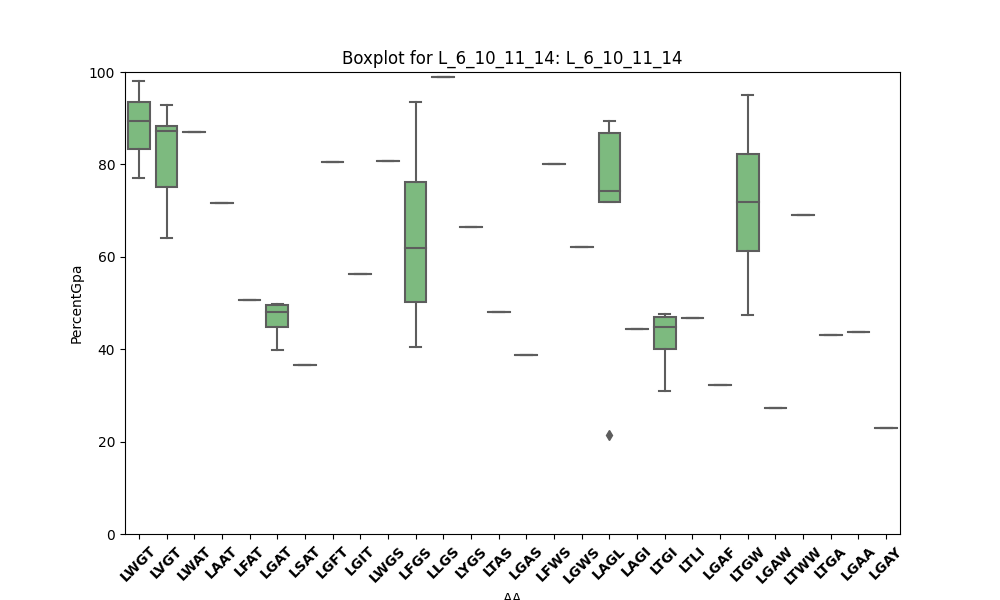 Boxplot for L_6_10_11_14: L_6_10_11_14
100
80
60
40
20
0
PercentGpa
LWGT LVGT LWAT LAAT LFAT LGAT LSAT LGFT LGIT LWGS LFGS LLGS LYGS LTAS LGAS LFWS LGWS LAGL LAGI LTGI LTLI LGAF LTGW LGAW LTWW LTGA LGAA LGAY
AA